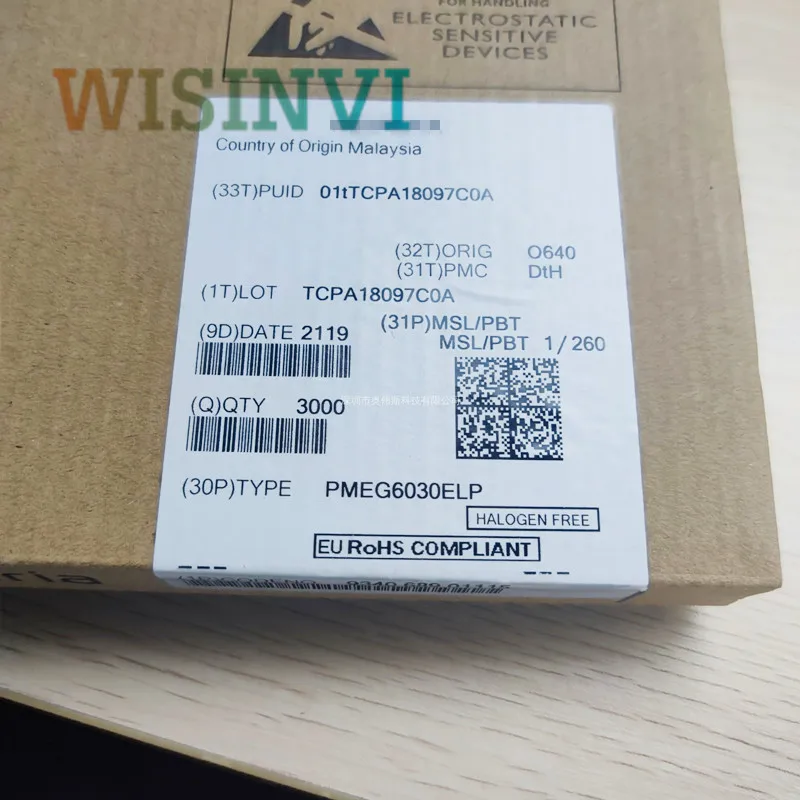 FOR HANDLING
ELECTROSTATIC
SENSITIVE
DEVICES
WISINVI
Country of Origin Malaysia
(33T)PUID 01tTCPA18097C0A
(32T)ORIG O640
(31T)PMC DtH
(1T)LOT TCPA18097C0A
(9D)DATE 2119
(31P)MSL/PBT
MSL/PBT 1/260
(Q)QTY 3000
(30P)TYPE PMEG6030ELP
HALOGEN FREE
EU RoHS COMPLIANT
ria